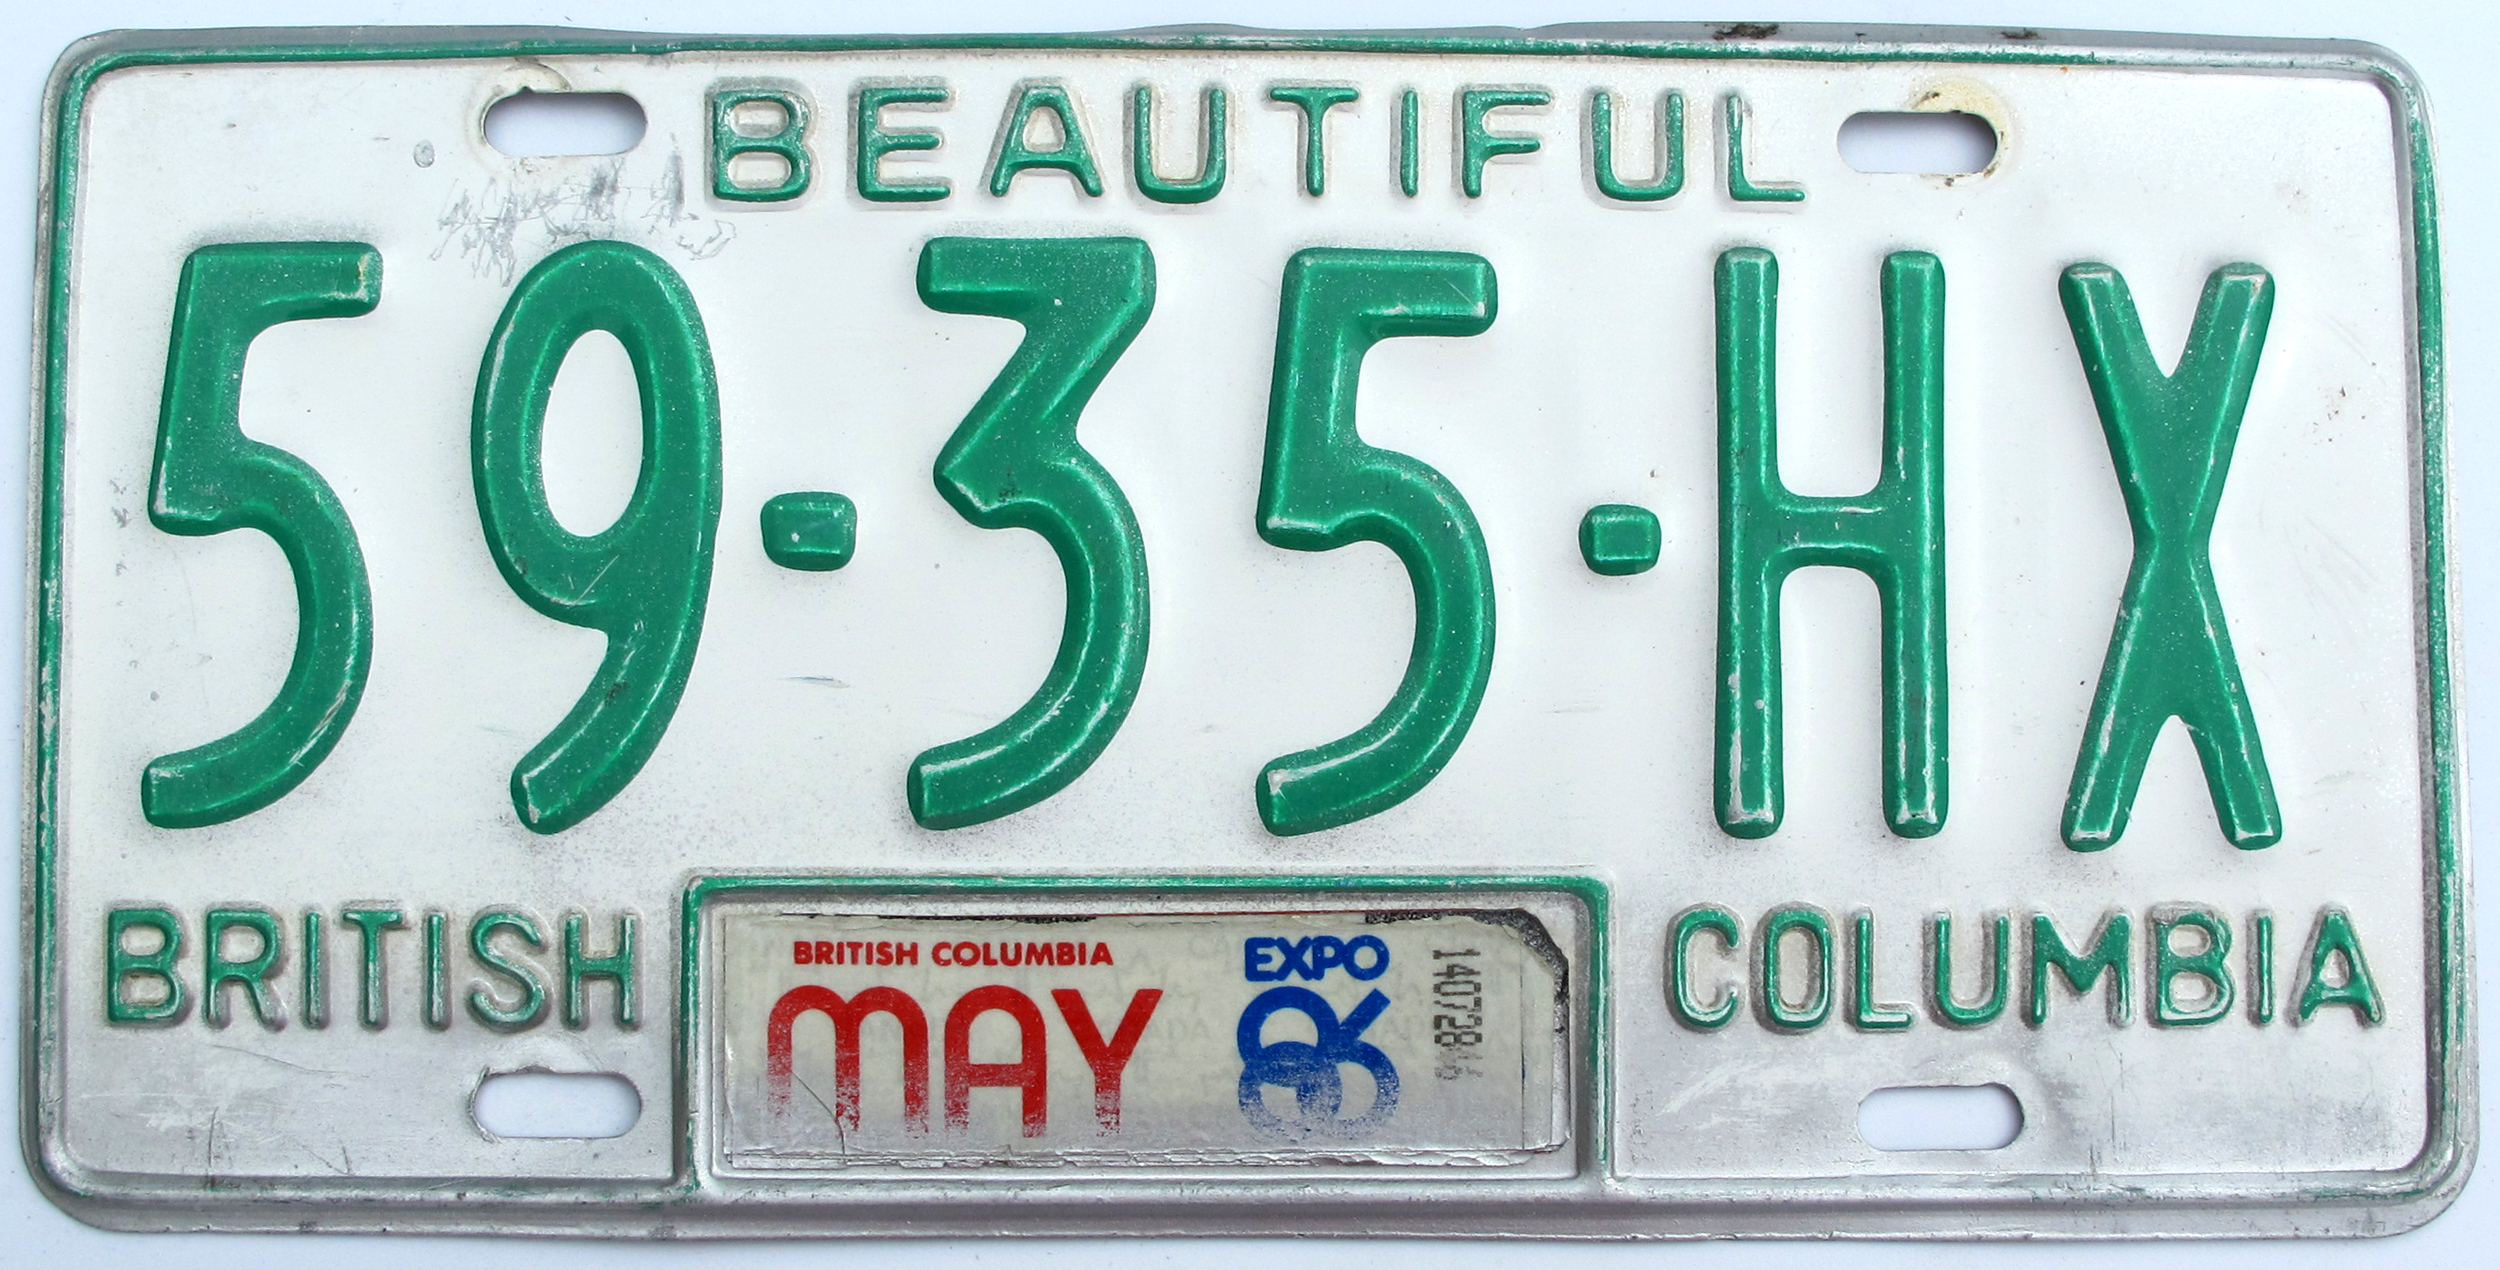 BEAUTIFUL
59-35-HX
BRITISH COLUMBIA
BRITISH COLUMBIA
MAY
EXPO
86